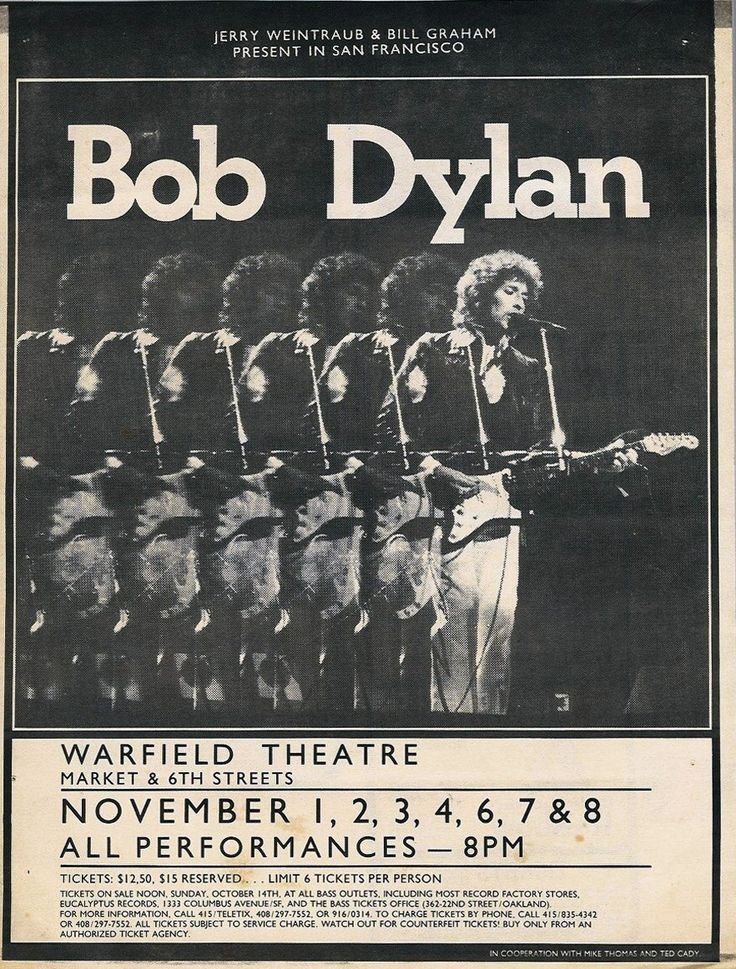 JERRY WEINTRAUB & BILL GRAHAM
PRESENT IN SAN FRANCISCO
Bob Dylan
WARFIELD THEATRE
MARKET & 6TH STREETS
NOVEMBER 1, 2, 3, 4, 6, 7 & 8
ALL PERFORMANCES — 8PM
TICKETS: $12,50, $15 RESERVED. . . . LIMIT 6 TICKETS PER PERSON
TICKETS ON SALE NOON, SUNDAY, OCTOBER 14TH, AT ALL BASS OUTLETS, INCLUDING MOST RECORD FACTORY STORES,
EUCALYPTUS RECORDS, 1333 COLUMBUS AVENUE/SF, AND THE BASS TICKETS OFFICE (362-22ND STREET/OAKLAND).
FOR MORE INFORMATION, CALL 415/TELETIX, 408/297-7552, OR 916/0314. TO CHARGE TICKETS BY PHONE, CALL 415/835-4342
OR 408/297-7552. ALL TICKETS SUBJECT TO SERVICE CHARGE. WATCH OUT FOR COUNTERFEIT TICKETS! BUY ONLY FROM AN
AUTHORIZED TICKET AGENCY.
IN COOPERATION WITH MIKE THOMAS AND TED CADY.